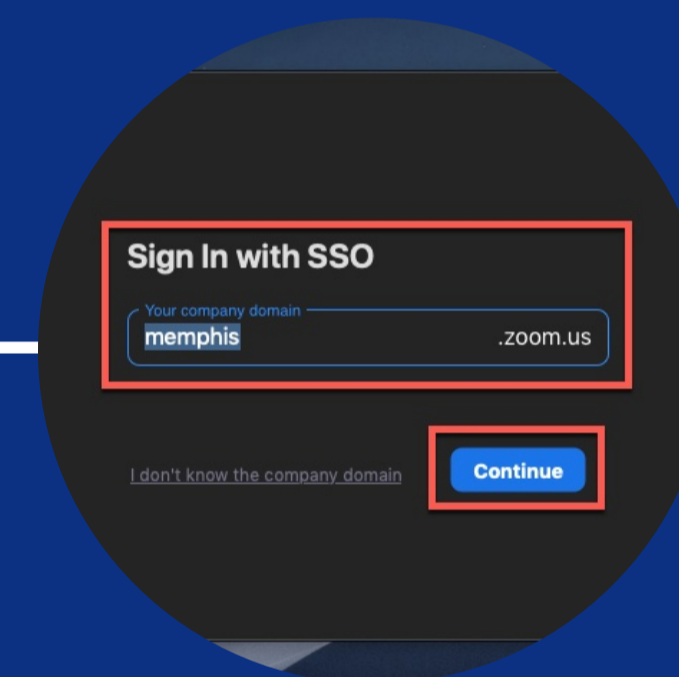 Sign In with SSO
Your company domain
memphis .zoom.us
I don't know the company domain
Continue